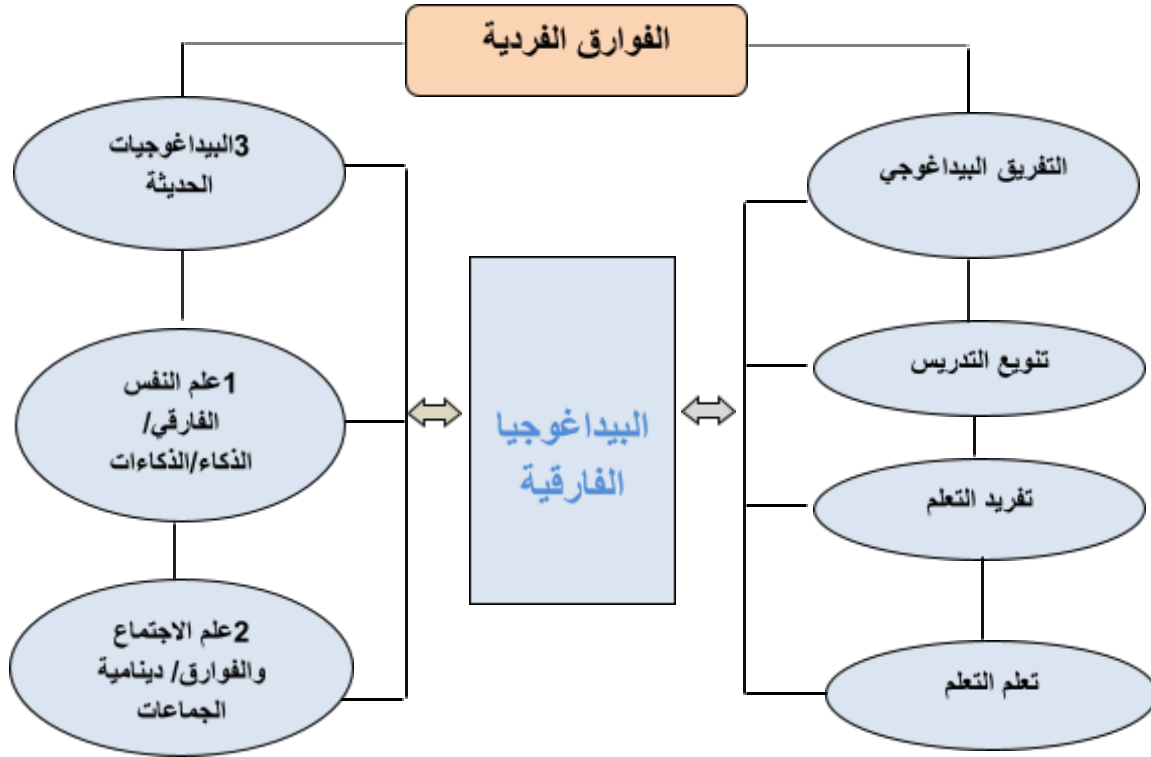 الفوارق الفردية
التفريق البيداغوجي
تنويع التدريس
تفريد التعلم
تعلم التعلم
البيداغوجيا
الفارقية
3البيداغوجيات
الحديثة
1علم النفس
الفارقي/
الذكاء/الذكاءات
2علم الاجتماع
والفوارق/ دينامية
الجماعات